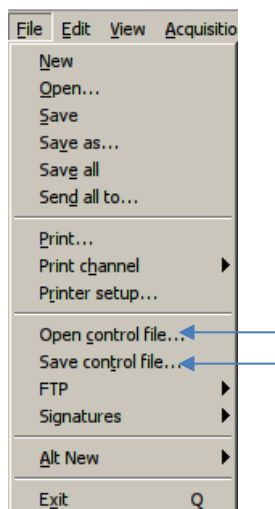 File Edit View Acquisitio
New
Open...
Save
Save as...
Save all
Send all to...
Print...
Print channel
Printer setup...
Open control file...
Save control file...
FTP
Signatures
Alt New
Exit Q